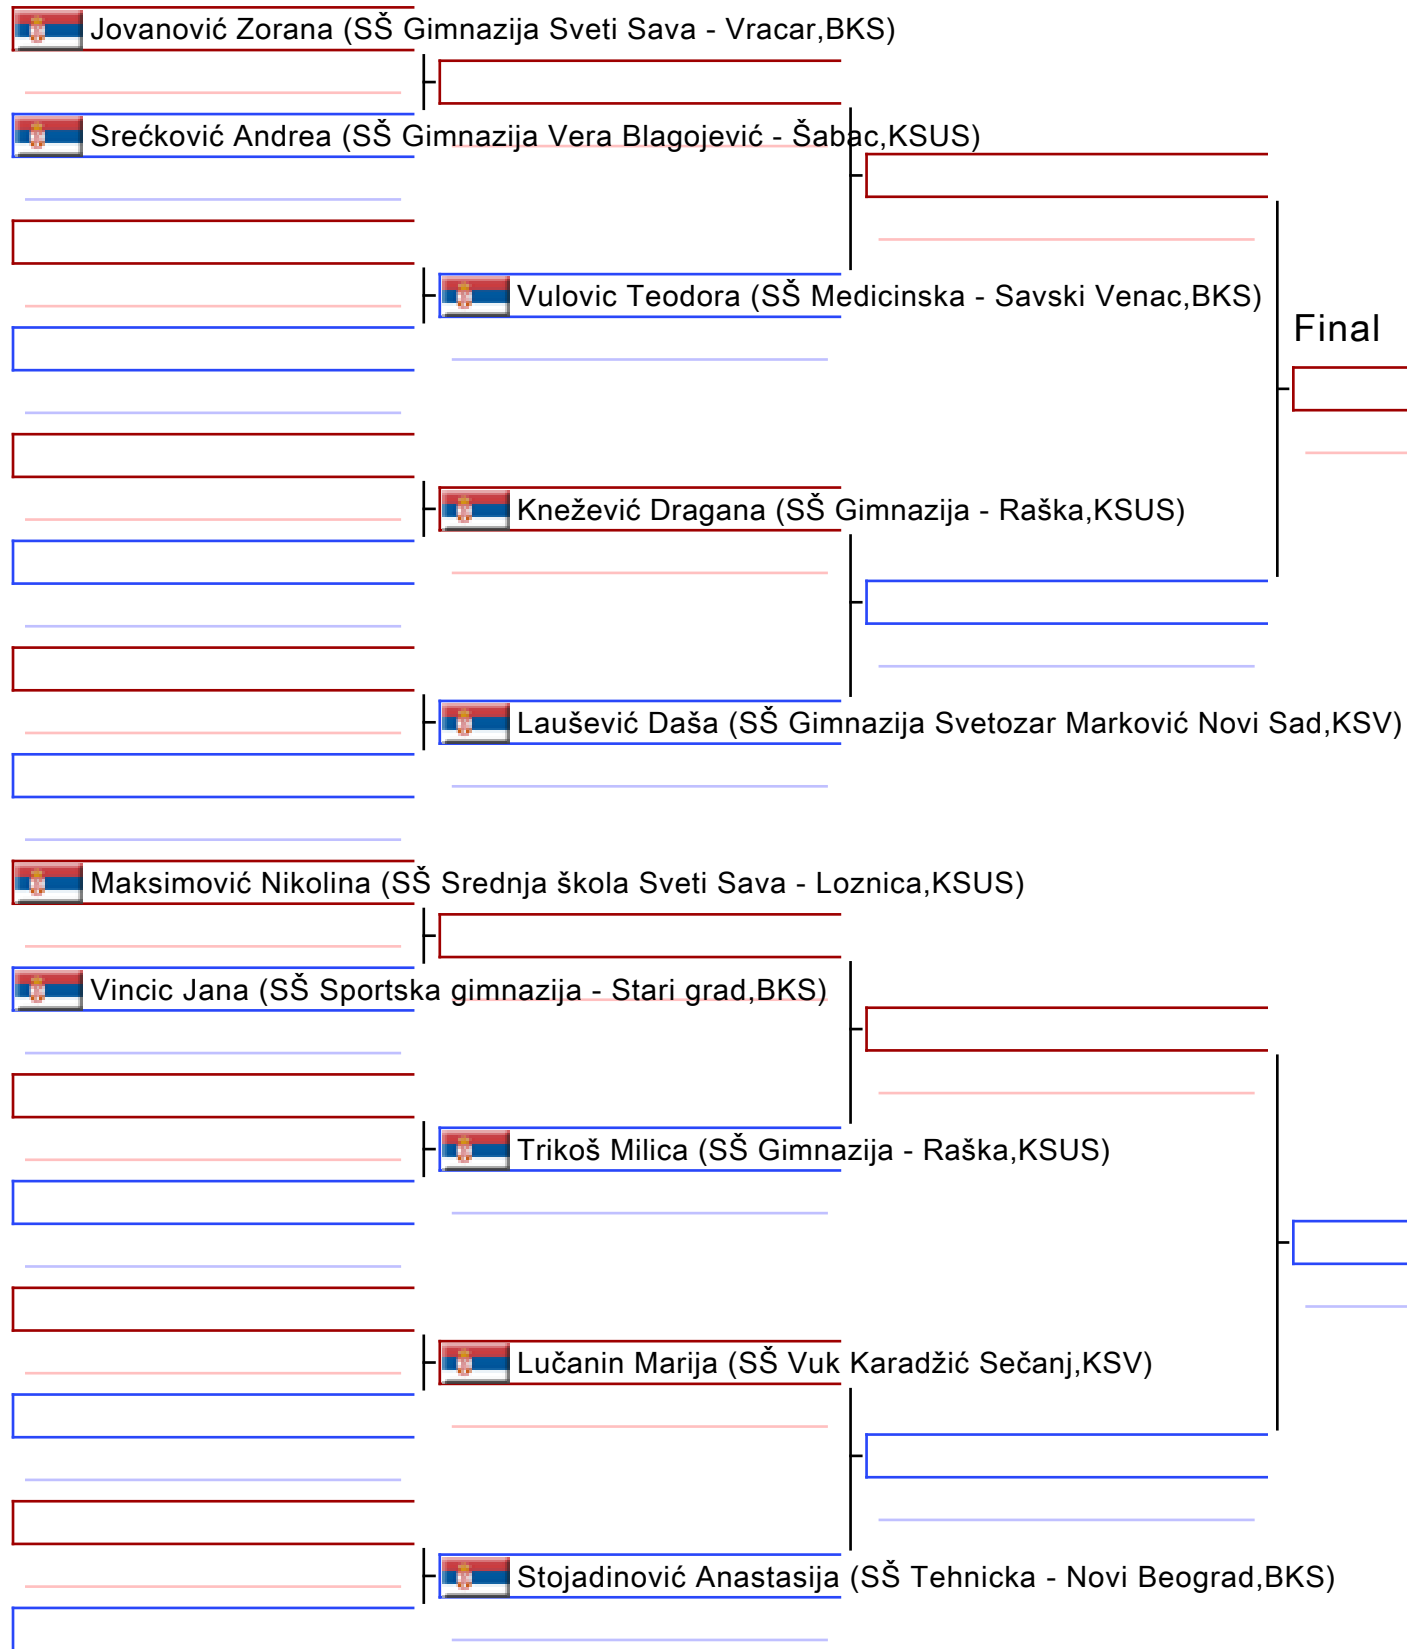 Jovanović Zorana (SŠ Gimnazija Sveti Sava - Vracar,BKS)
Srećković Andrea (SŠ Gimnazija Vera Blagojević - Šabac,KSUS)
Vulovic Teodora (SŠ Medicinska - Savski Venac,BKS)
Final
Knežević Dragana (SŠ Gimnazija - Raška,KSUS)
Laušević Daša (SŠ Gimnazija Svetozar Marković Novi Sad,KSV)
Maksimović Nikolina (SŠ Srednja škola Sveti Sava - Loznica,KSUS)
Vincic Jana (SŠ Sportska gimnazija - Stari grad,BKS)
Trikoš Milica (SŠ Gimnazija - Raška,KSUS)
Lučanin Marija (SŠ Vuk Karadžić Sečanj,KSV)
Stojadinović Anastasija (SŠ Tehnicka - Novi Beograd,BKS)